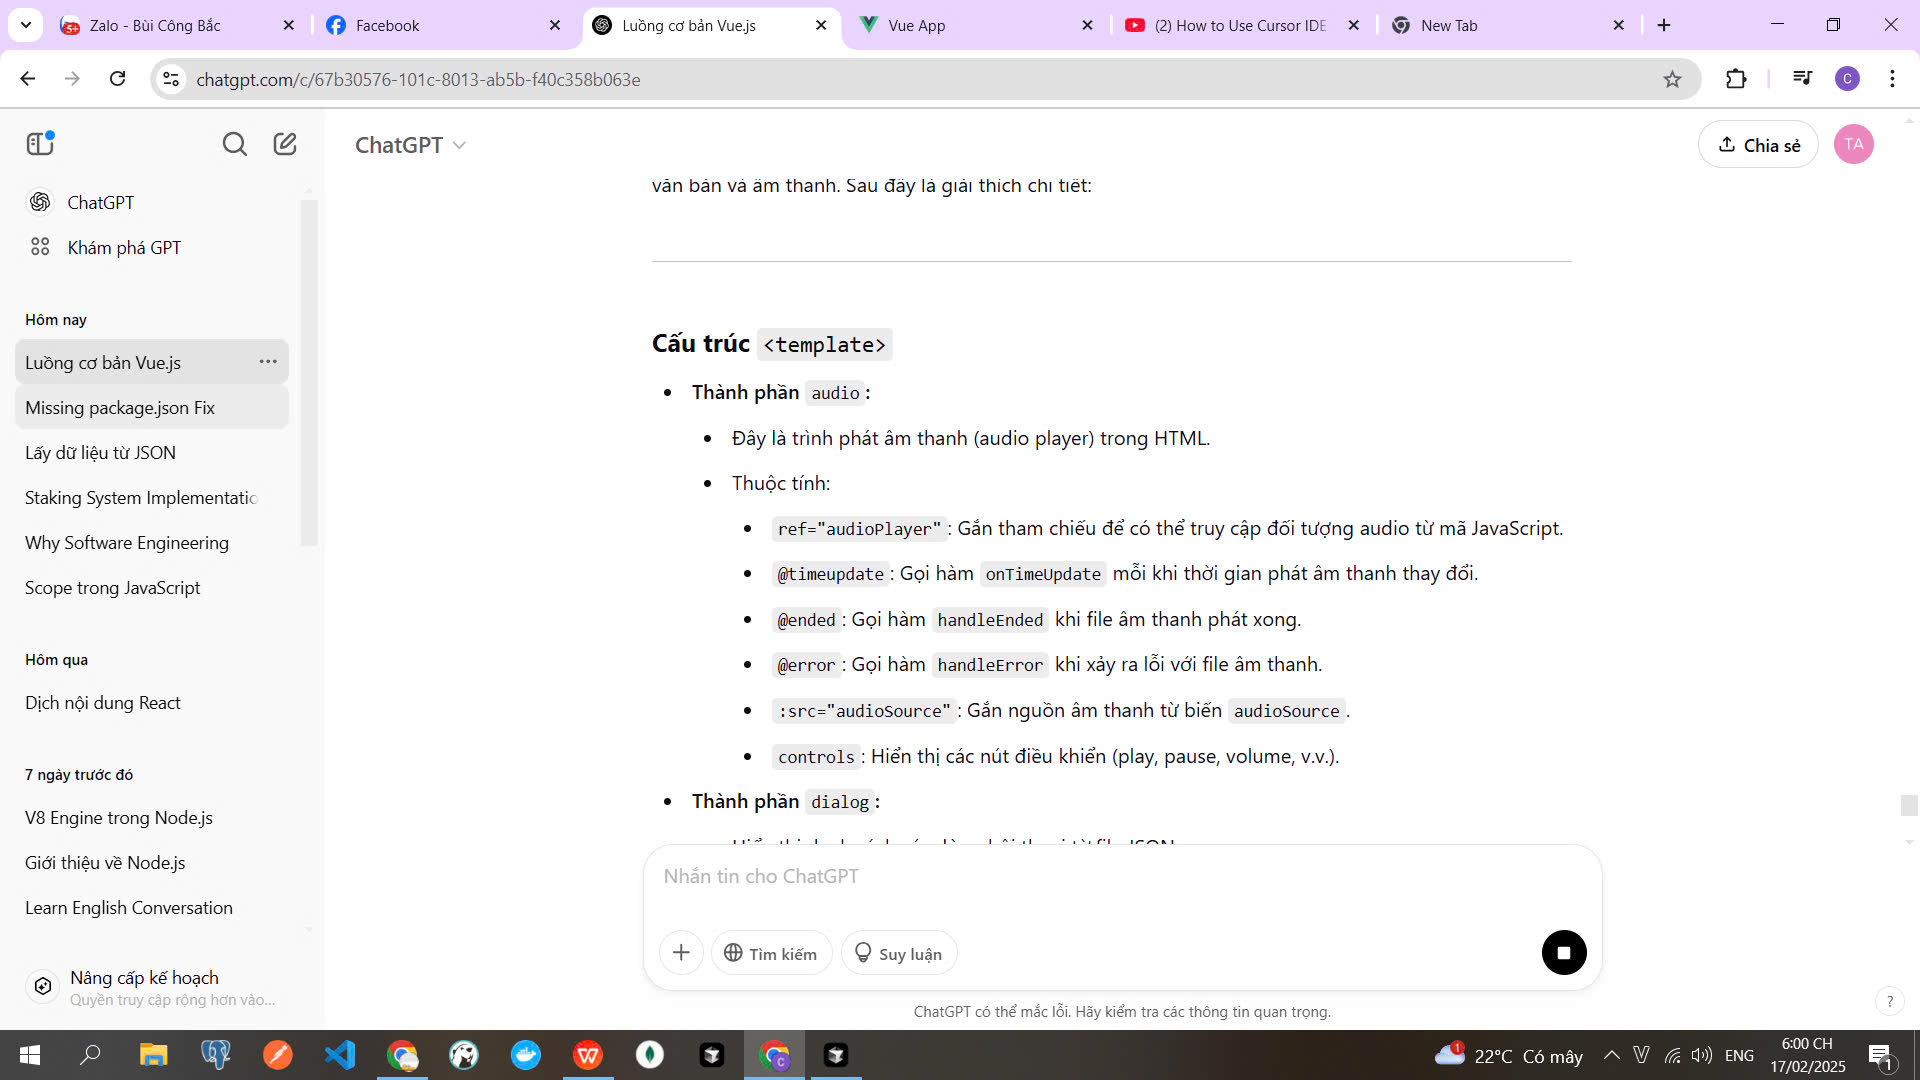 Zalo - Bùi Công Bắc
Facebook
Luồng cơ bản Vue.js
Vue App
(2) How to Use Cursor IDE
New Tab
chatgpt.com/c/67b30576-101c-8013-ab5b-f40c358b063e
C
ChatGPT
Chia sẻ
TA
ChatGPT
Khám phá GPT
Hôm nay
Luồng cơ bản Vue.js
Missing package.json Fix
Lấy dữ liệu từ JSON
Staking System Implementatio
Why Software Engineering
Scope trong JavaScript
Hôm qua
Dịch nội dung React
7 ngày trước đó
V8 Engine trong Node.js
Giới thiệu về Node.js
Learn English Conversation
Nâng cấp kế hoạch
Quyền truy cập rộng hơn vào...
văn bản và âm thanh. Sau đây là giải thích chi tiết:
Cấu trúc <template>
Thành phần audio:
Đây là trình phát âm thanh (audio player) trong HTML.
Thuộc tính:
ref="audioPlayer": Gắn tham chiếu để có thể truy cập đối tượng audio từ mã JavaScript.
@timeupdate: Gọi hàm onTimeUpdate mỗi khi thời gian phát âm thanh thay đổi.
@ended: Gọi hàm handleEnded khi file âm thanh phát xong.
@error: Gọi hàm handleError khi xảy ra lỗi với file âm thanh.
:src="audioSource": Gắn nguồn âm thanh từ biến audioSource.
controls: Hiển thị các nút điều khiển (play, pause, volume, v.v.).
Thành phần dialog:
Nhắn tin cho ChatGPT
Tìm kiếm
Suy luận
ChatGPT có thể mắc lỗi. Hãy kiểm tra các thông tin quan trọng.
?
1
22°C Có mây
ENG
6:00 CH
17/02/2025
1